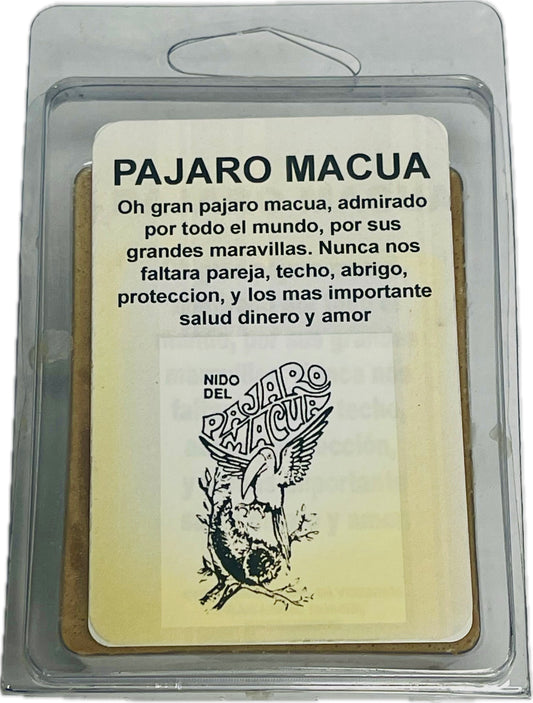 PAJARO MACUA
Oh gran pajaro macua, admirado
por todo el mundo, por sus
grandes maravillas. Nunca nos
faltara pareja, techo, abrigo,
proteccion, y los mas importante
salud dinero y amor
NIDO
DEL
PAJARO
MACUA